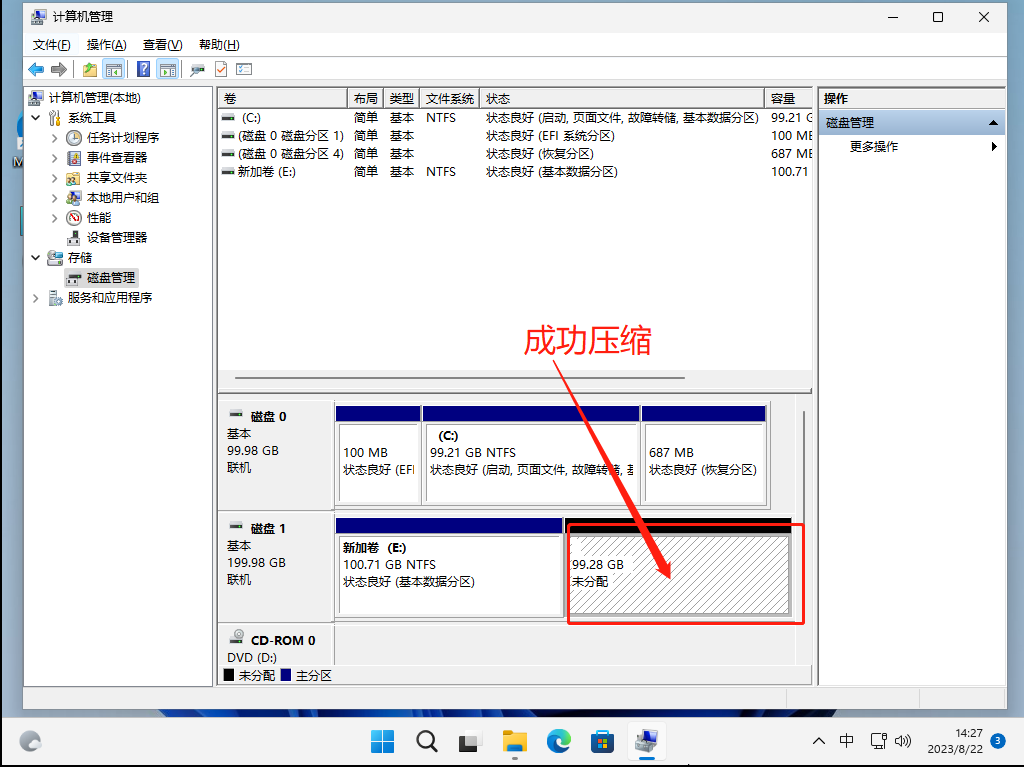 计算机管理
文件(F) 操作(A) 查看(V) 帮助(H)
计算机管理(本地)
系统工具
任务计划程序
事件查看器
共享文件夹
本地用户和组
性能
设备管理器
存储
磁盘管理
服务和应用程序
卷 布局 类型 文件系统 状态 容量
(C:) 简单 基本 NTFS 状态良好 (启动, 页面文件, 故障转储, 基本数据分区) 99.21 G
(磁盘 0 磁盘分区 1) 简单 基本 状态良好 (EFI 系统分区) 100 MB
(磁盘 0 磁盘分区 4) 简单 基本 状态良好 (恢复分区) 687 MB
新加卷 (E:) 简单 基本 NTFS 状态良好 (基本数据分区) 100.71
操作
磁盘管理
更多操作
成功压缩
磁盘 0
基本
99.98 GB
联机
100 MB
状态良好 (EFI
(C:)
99.21 GB NTFS
状态良好 (启动, 页面文件, 故障转储, 基
687 MB
状态良好 (恢复分区)
磁盘 1
基本
199.98 GB
联机
新加卷 (E:)
100.71 GB NTFS
状态良好 (基本数据分区)
99.28 GB
未分配
CD-ROM 0
DVD (D:)
未分配 主分区
中
14:27
2023/8/22
3